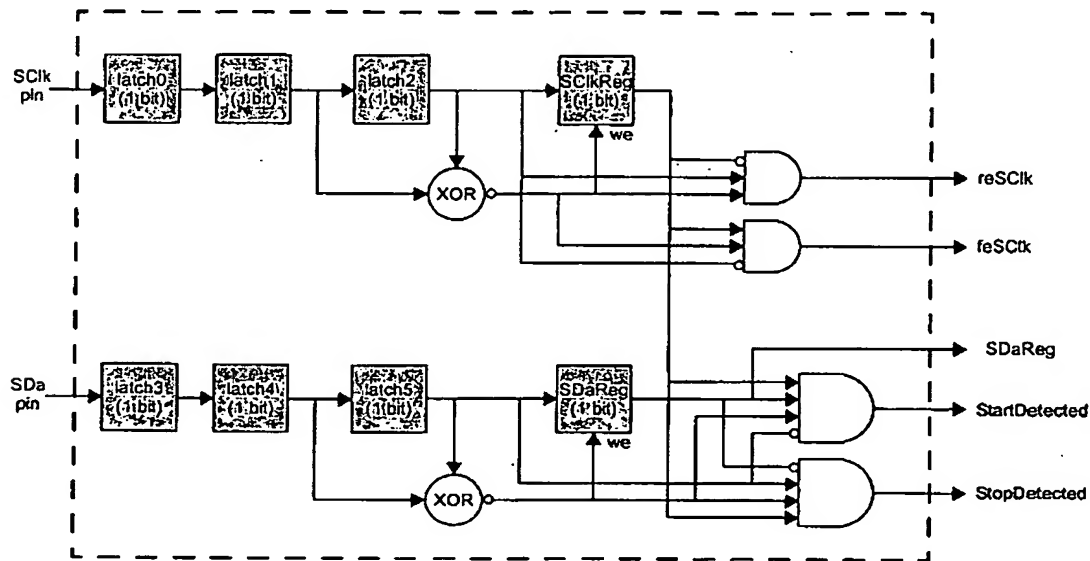 SClk
pin
latch0
(1 bit)
latch1
(1 bit)
latch2
(1 bit)
SClkReg
(1 bit)
we
XOR
reSClk
feSClk
SDa
pin
latch3
(1 bit)
latch4
(1 bit)
latch5
(1 bit)
SDaReg
(1 bit)
we
XOR
SDaReg
StartDetected
StopDetected